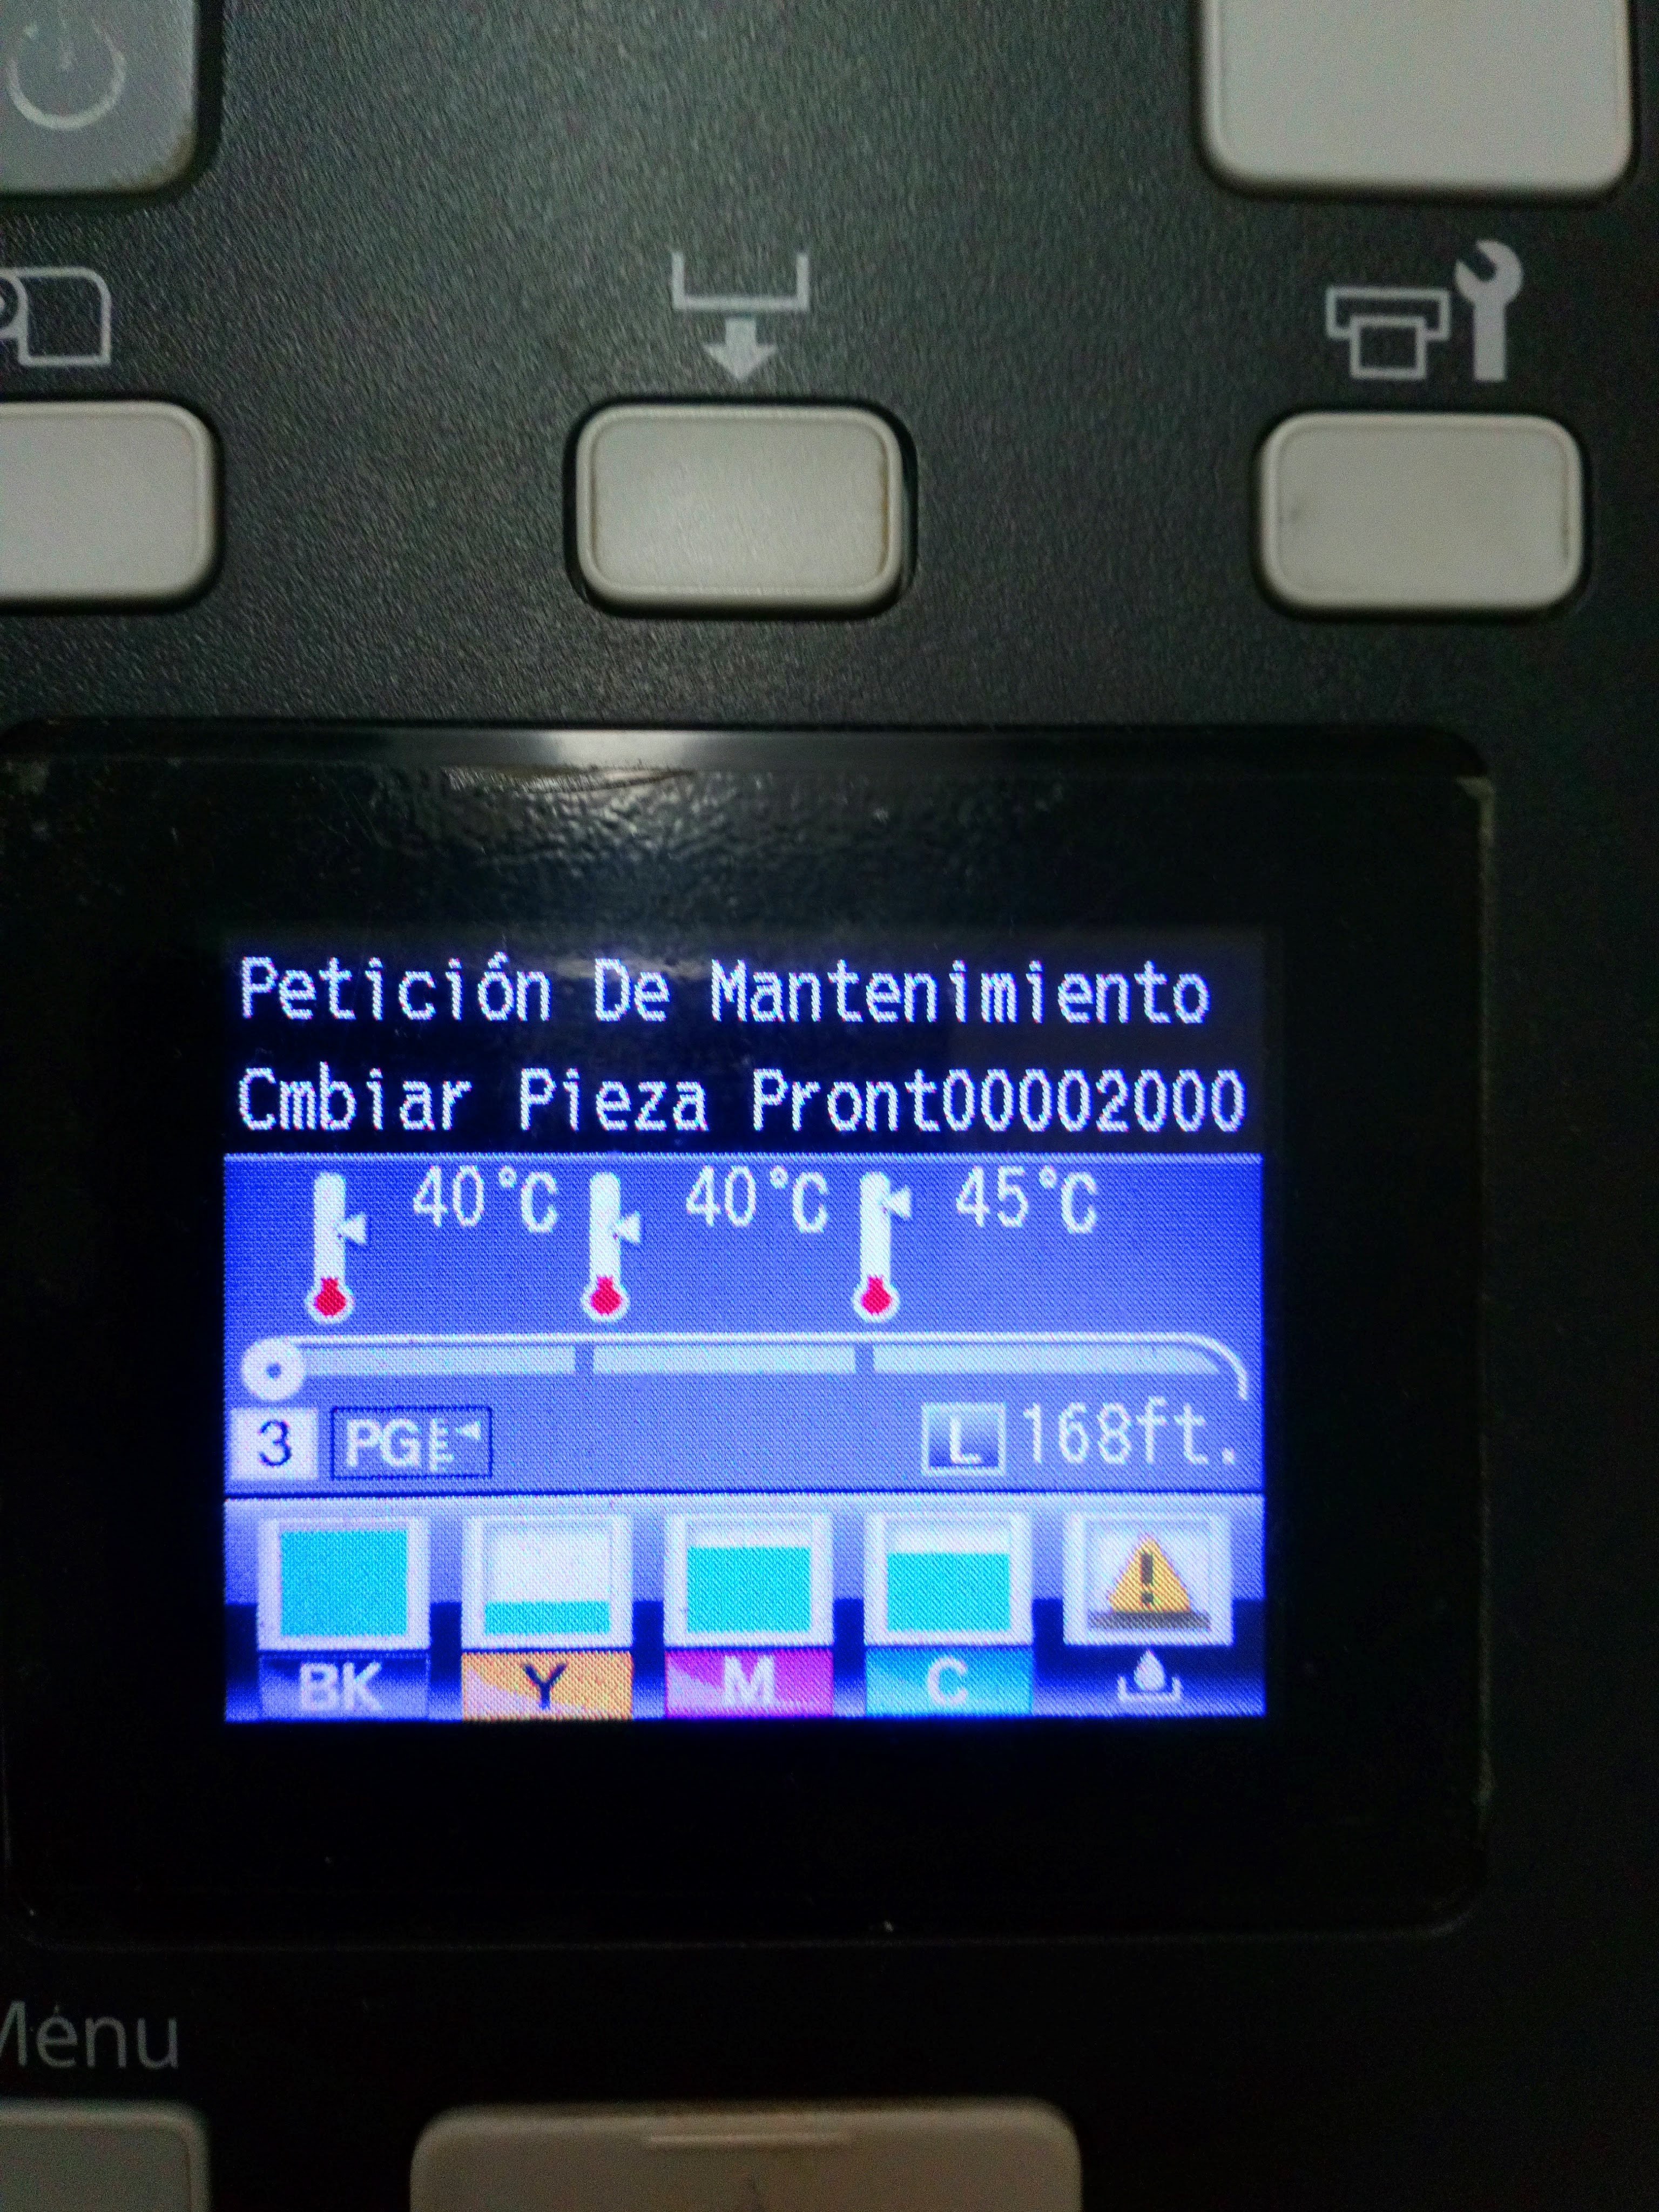 Petición De Mantenimiento
Cmbiar Pieza Pront00002000
40°C 40°C 45°C
3 PG L 168ft.
BK Y M C
Menu